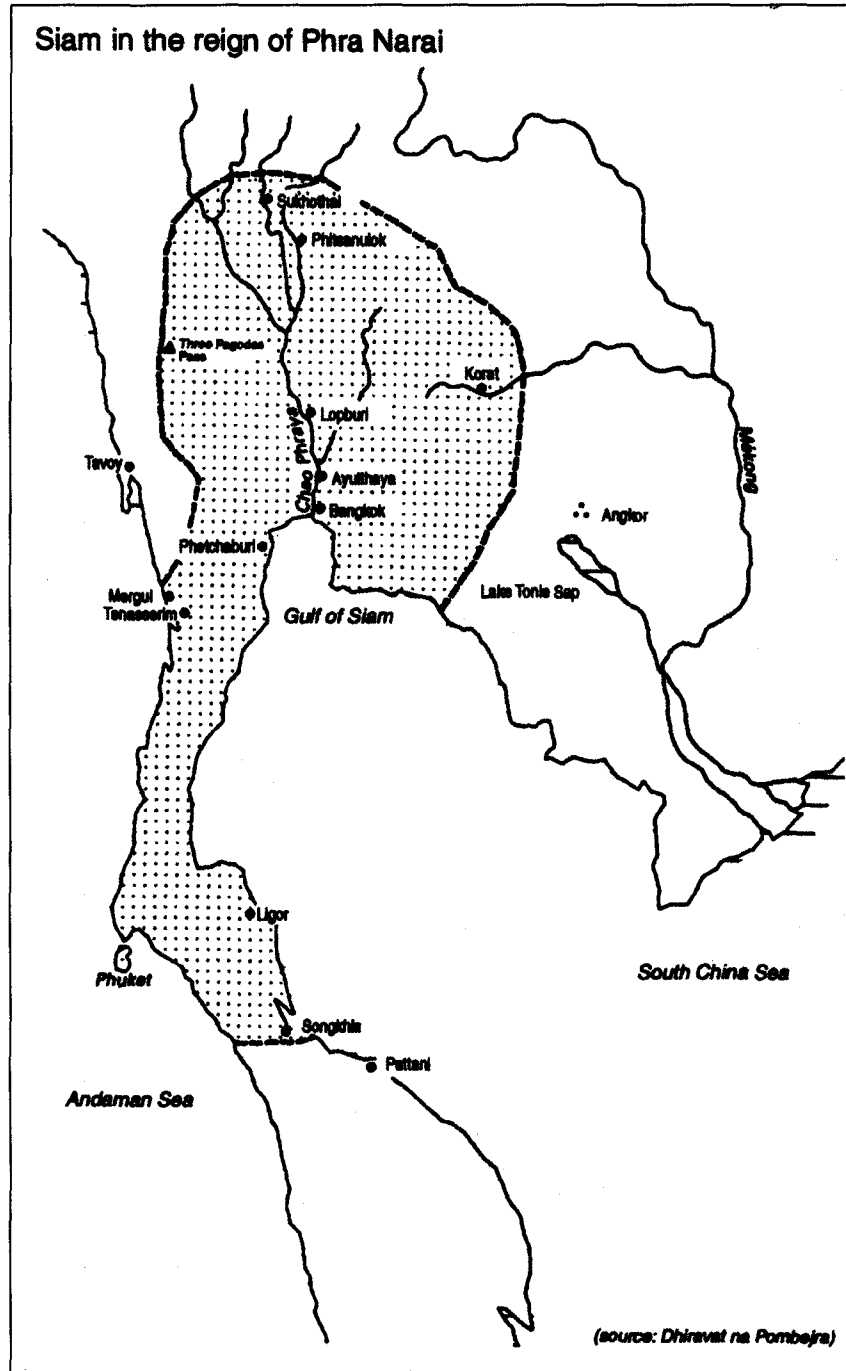 Siam in the reign of Phra Narai
Sukhothai
Phitsanulok
Three Pagodas
Pass
Korat
Lopburi
Chao Phraya
Mekong
Tavoy
Ayutthaya
Bangkok
Angkor
Phetchaburi
Mergui
Tenasserim
Lake Tonle Sap
Gulf of Siam
Ligor
Phuket
South China Sea
Songkhla
Pattani
Andaman Sea
(source: Dhiravat na Pombejra)